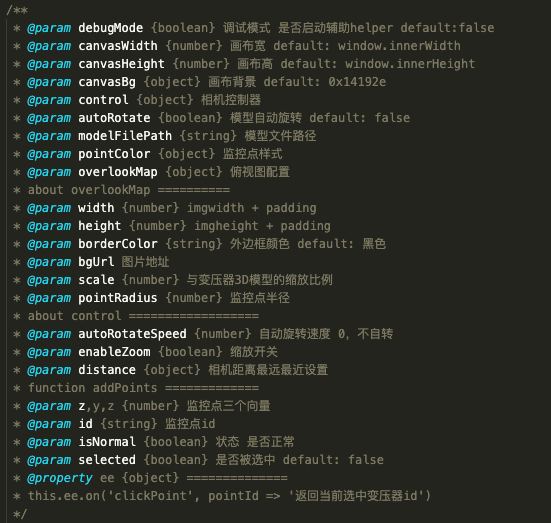 /**
* @param debugMode {boolean} 调试模式 是否启动辅助helper default:false
* @param canvasWidth {number} 画布宽 default: window.innerWidth
* @param canvasHeight {number} 画布高 default: window.innerHeight
* @param canvasBg {object} 画布背景 default: 0x14192e
* @param control {object} 相机控制器
* @param autoRotate {boolean} 模型自动旋转 default: false
* @param modelFilePath {string} 模型文件路径
* @param pointColor {object} 监控点样式
* @param overlookMap {object} 俯视图配置
* about overlookMap ==========
* @param width {number} imgwidth + padding
* @param height {number} imgheight + padding
* @param borderColor {string} 外边框颜色 default: 黑色
* @param bgUrl 图片地址
* @param scale {number} 与变压器3D模型的缩放比例
* @param pointRadius {number} 监控点半径
* about control ==================
* @param autoRotateSpeed {number} 自动旋转速度 0，不自转
* @param enableZoom {boolean} 缩放开关
* @param distance {object} 相机距离最远最近设置
* function addPoints =============
* @param z,y,z {number} 监控点三个向量
* @param id {string} 监控点id
* @param isNormal {boolean} 状态 是否正常
* @param selected {boolean} 是否被选中 default: false
* @property ee {object} ==============
* this.ee.on('clickPoint', pointId => '返回当前选中变压器id')
*/